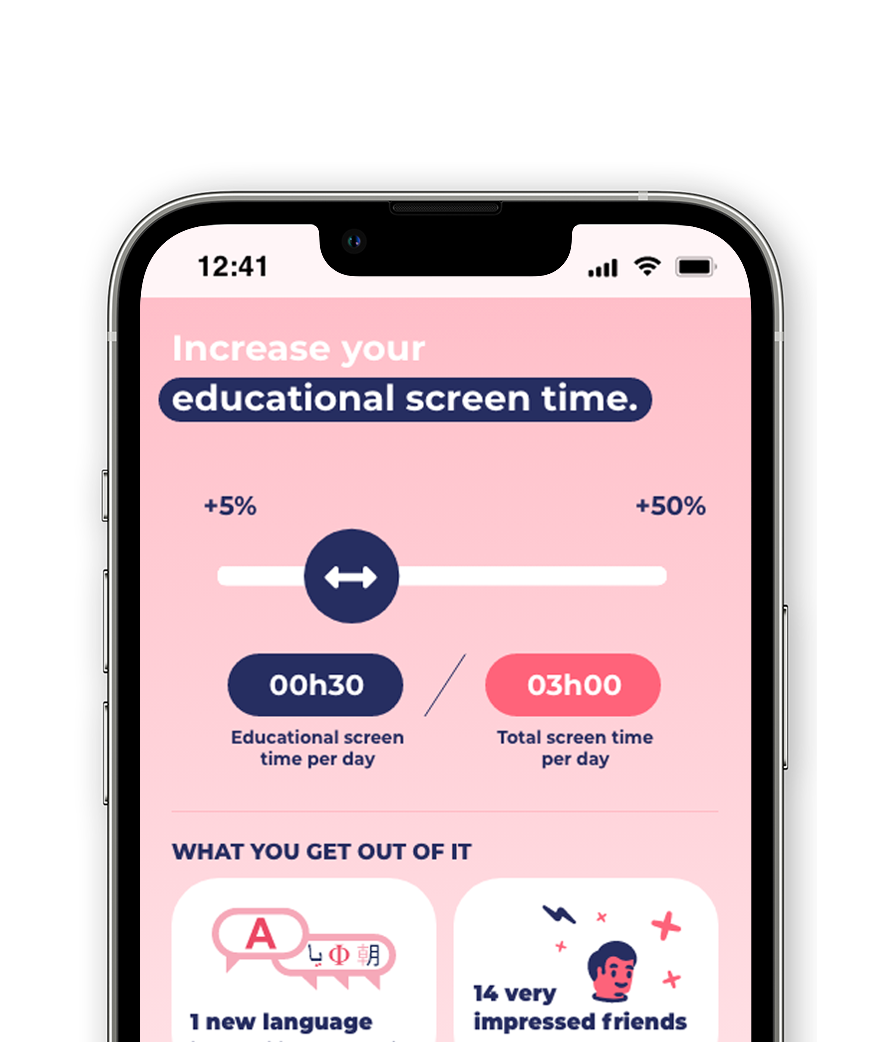 12:41
Increase your
educational screen time.
+5% +50%
00h30 03h00
Educational screen
time per day
Total screen time
per day
WHAT YOU GET OUT OF IT
A
يا Φ 朝
14 very
1 new language
impressed friends